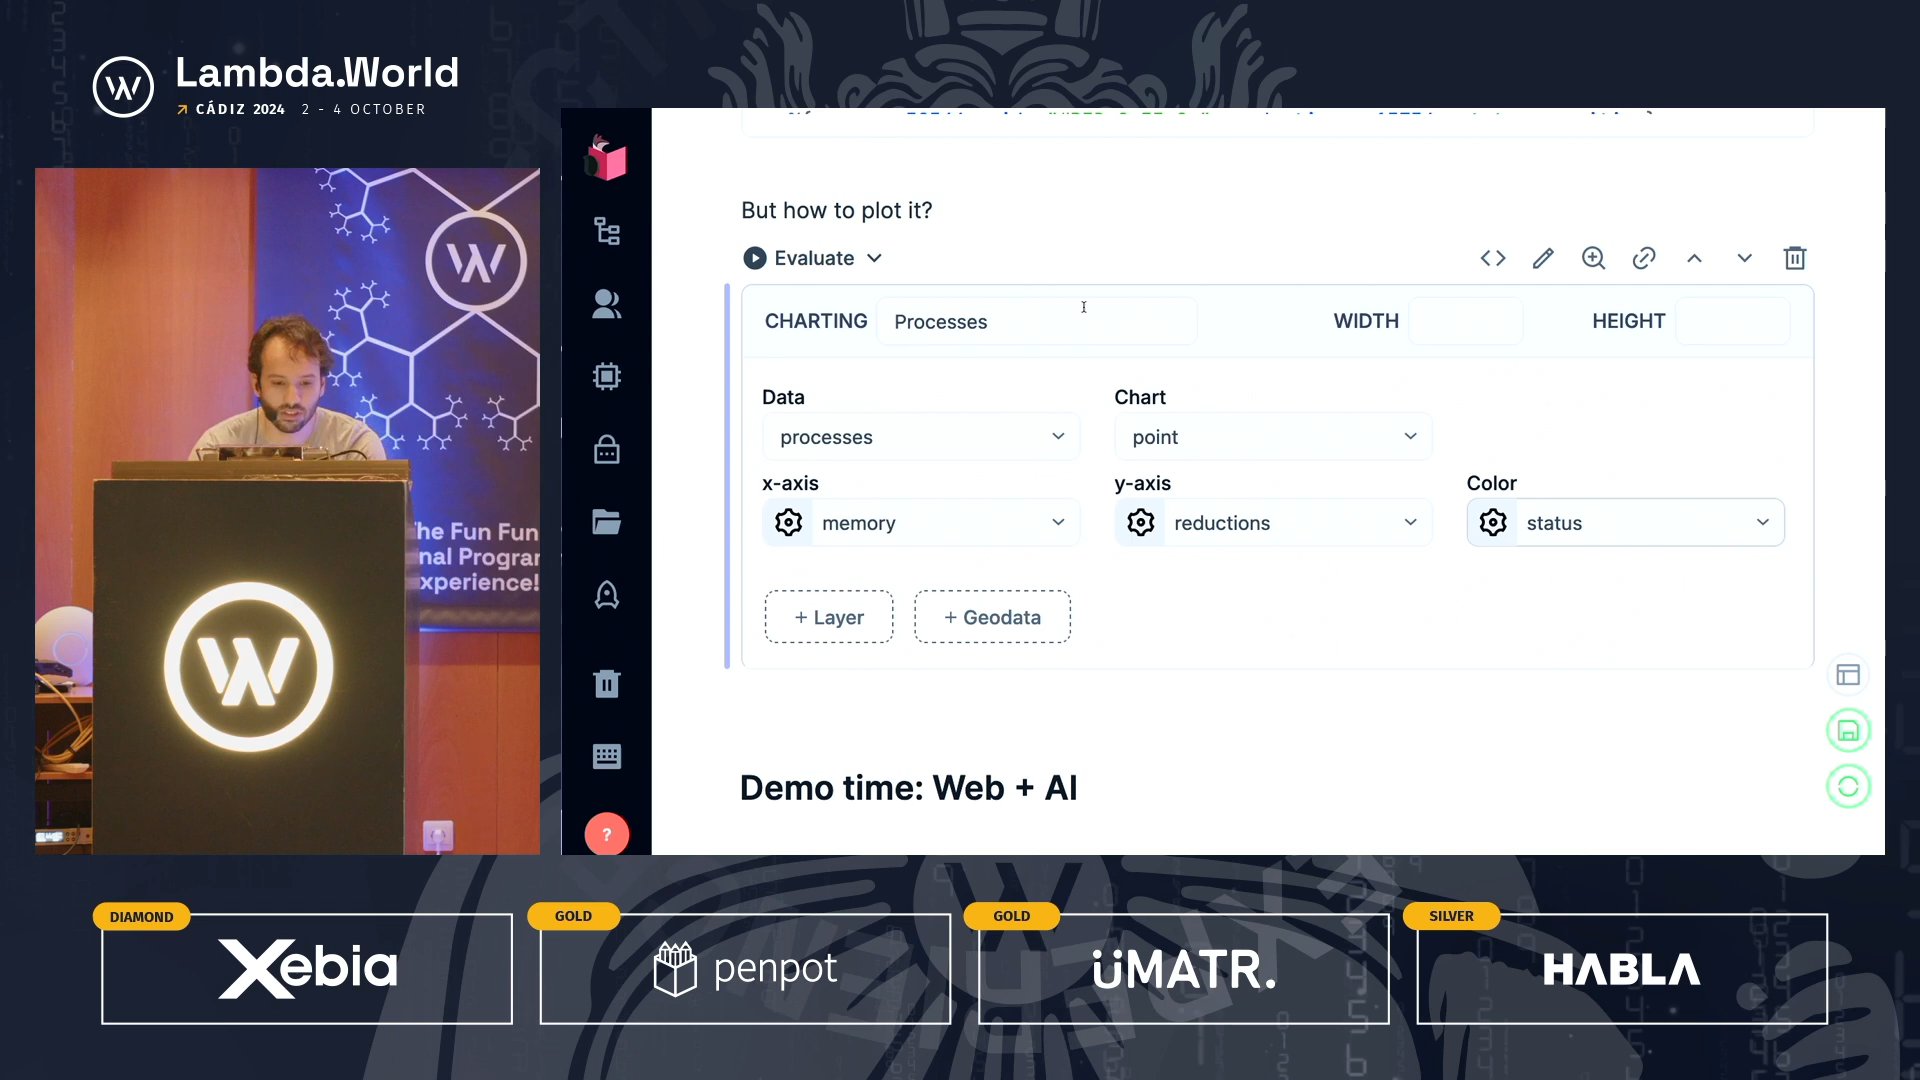 Lambda.World
CÁDIZ 2024 2 - 4 OCTOBER
But how to plot it?
Evaluate
CHARTING Processes WIDTH HEIGHT
Data Chart
processes point
x-axis y-axis Color
memory reductions status
+ Layer + Geodata
Demo time: Web + AI
?
he Fun Fun
nal Progra
xperience!
DIAMOND GOLD GOLD SILVER
Xebia penpot üMATR. HABLA